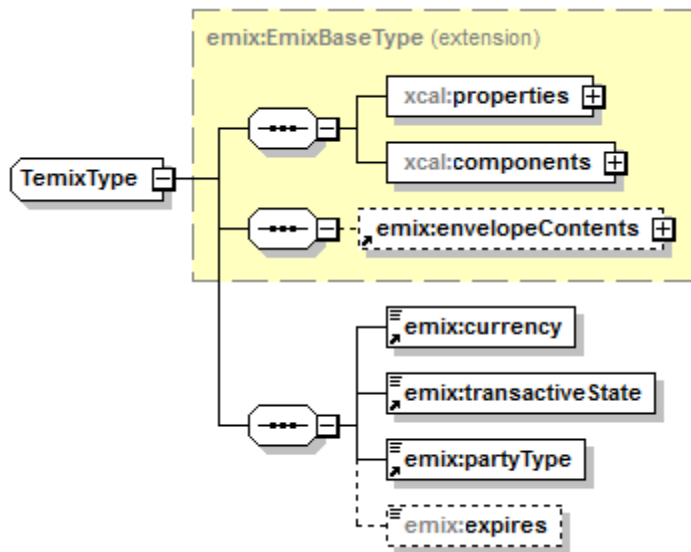 emix:EmixBaseType (extension)
xcal:properties
xcal:components
TemixType
emix:envelopeContents
emix:currency
emix:transactiveState
emix:partyType
emix:expires